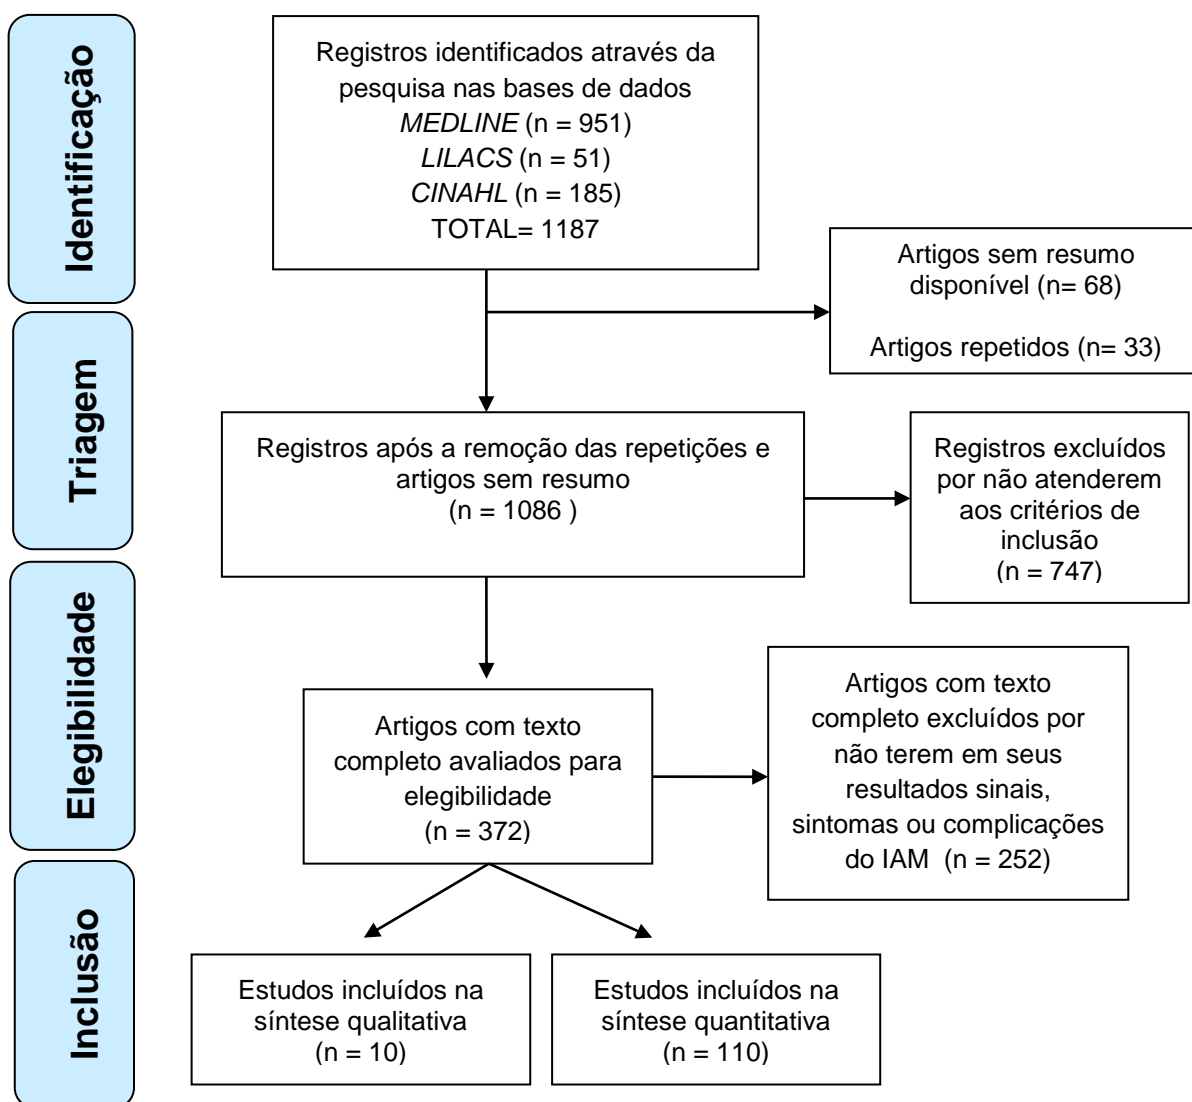 Identificação
Registros identificados através da
pesquisa nas bases de dados
MEDLINE (n = 951)
LILACS (n = 51)
CINAHL (n = 185)
TOTAL= 1187
Artigos sem resumo
disponível (n= 68)
Artigos repetidos (n= 33)
Triagem
Registros após a remoção das repetições e
artigos sem resumo
(n = 1086 )
Registros excluídos
por não atenderem
aos critérios de
inclusão
(n = 747)
Elegibilidade
Artigos com texto
completo avaliados para
elegibilidade
(n = 372)
Artigos com texto
completo excluídos por
não terem em seus
resultados sinais,
sintomas ou complicações
do IAM (n = 252)
Inclusão
Estudos incluídos na
síntese qualitativa
(n = 10)
Estudos incluídos na
síntese quantitativa
(n = 110)